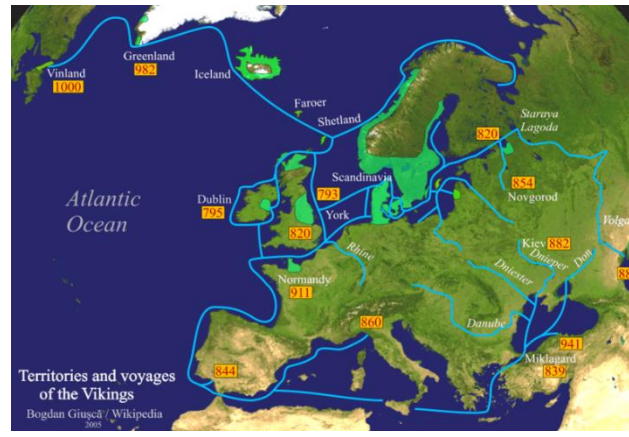 Greenland
982
Vinland
1000
Iceland
Faroer
Shetland
Staraya
Lagoda
820
Scandinavia
793
854
Novgorod
Dublin
795
York
820
Atlantic
Ocean
Volga
Kiev 882
Rhine
Dnieper
Don
Dniester
Normandy
911
Danube
860
941
Miklagard
839
844
Territories and voyages
of the Vikings
Bogdan Giuşcă / Wikipedia
2005